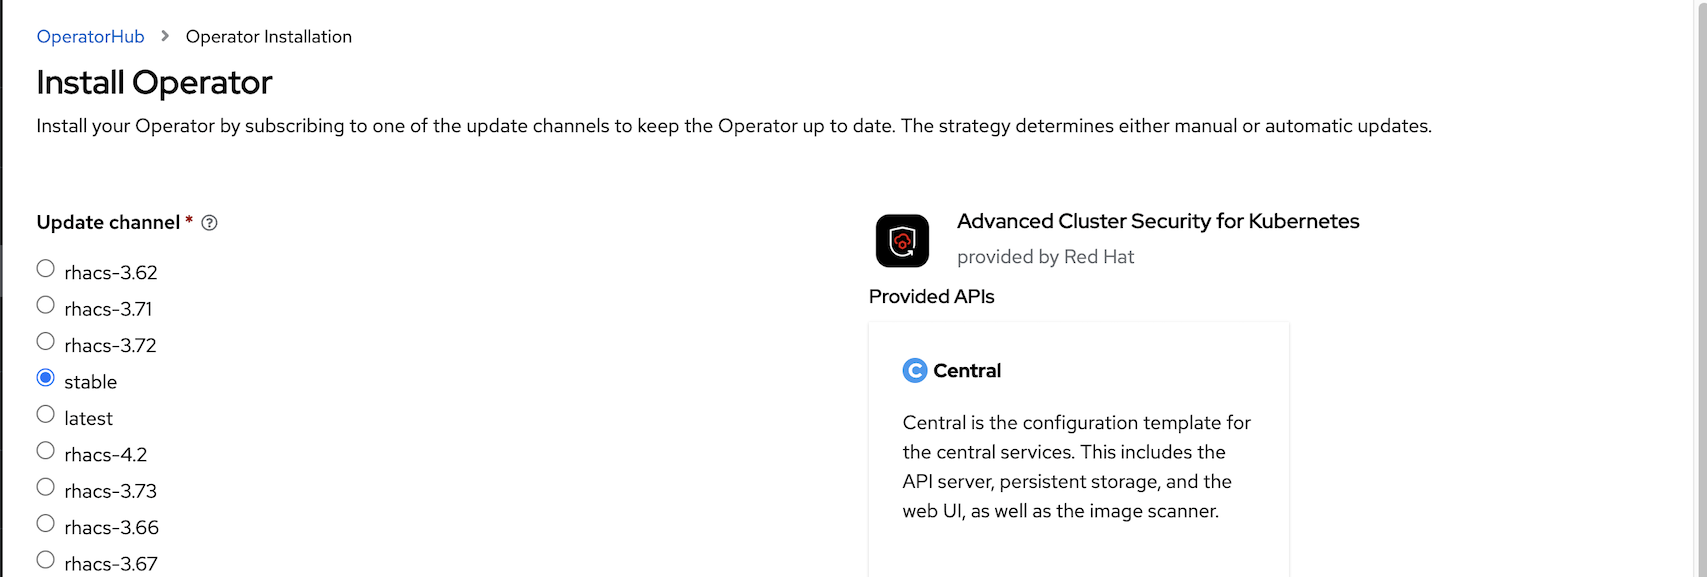 OperatorHub > Operator Installation
Install Operator
Install your Operator by subscribing to one of the update channels to keep the Operator up to date. The strategy determines either manual or automatic updates.
Update channel *
rhacs-3.62
rhacs-3.71
rhacs-3.72
stable
latest
rhacs-4.2
rhacs-3.73
rhacs-3.66
rhacs-3.67
Advanced Cluster Security for Kubernetes
provided by Red Hat
Provided APIs
C Central
Central is the configuration template for
the central services. This includes the
API server, persistent storage, and the
web UI, as well as the image scanner.